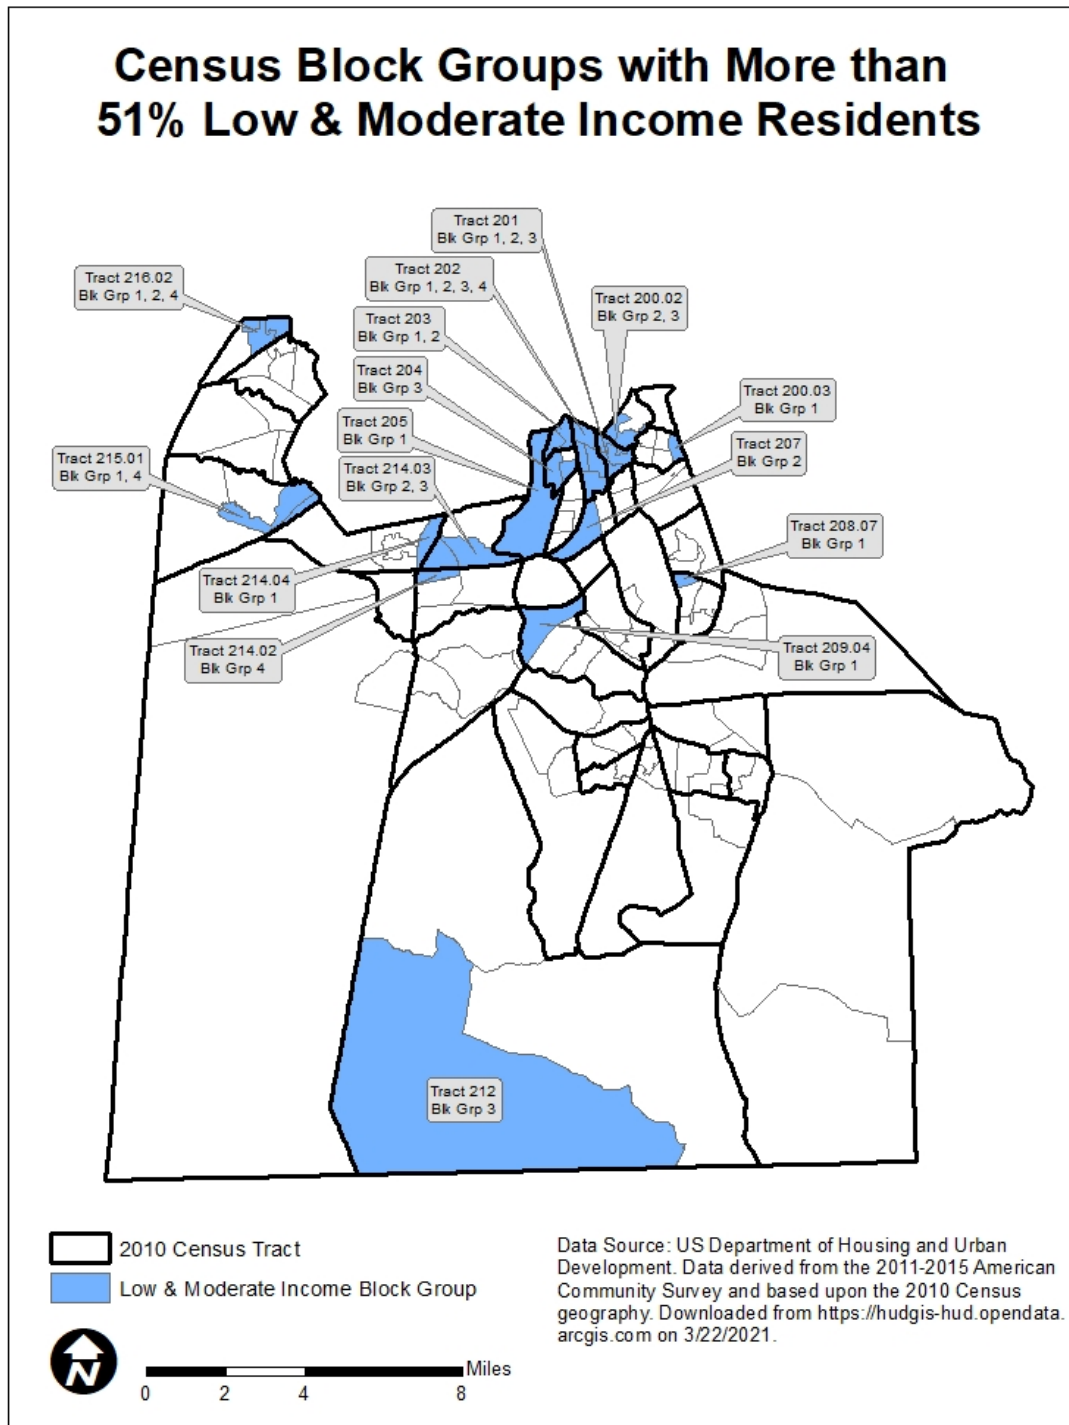 Census Block Groups with More than
51% Low & Moderate Income Residents
Tract 201
Blk Grp 1, 2, 3
Tract 202
Blk Grp 1, 2, 3, 4
Tract 216.02
Blk Grp 1, 2, 4
Tract 200.02
Blk Grp 2, 3
Tract 203
Blk Grp 1, 2
Tract 204
Blk Grp 3
Tract 200.03
Blk Grp 1
Tract 205
Blk Grp 1
Tract 207
Blk Grp 2
Tract 215.01
Blk Grp 1, 4
Tract 214.03
Blk Grp 2, 3
Tract 208.07
Blk Grp 1
Tract 214.04
Blk Grp 1
Tract 214.02
Blk Grp 4
Tract 209.04
Blk Grp 1
Tract 212
Blk Grp 3
2010 Census Tract
Low & Moderate Income Block Group
Data Source: US Department of Housing and Urban
Development. Data derived from the 2011-2015 American
Community Survey and based upon the 2010 Census
geography. Downloaded from https://hudgis-hud.opendata.
arcgis.com on 3/22/2021.
N
Miles
0 2 4 8